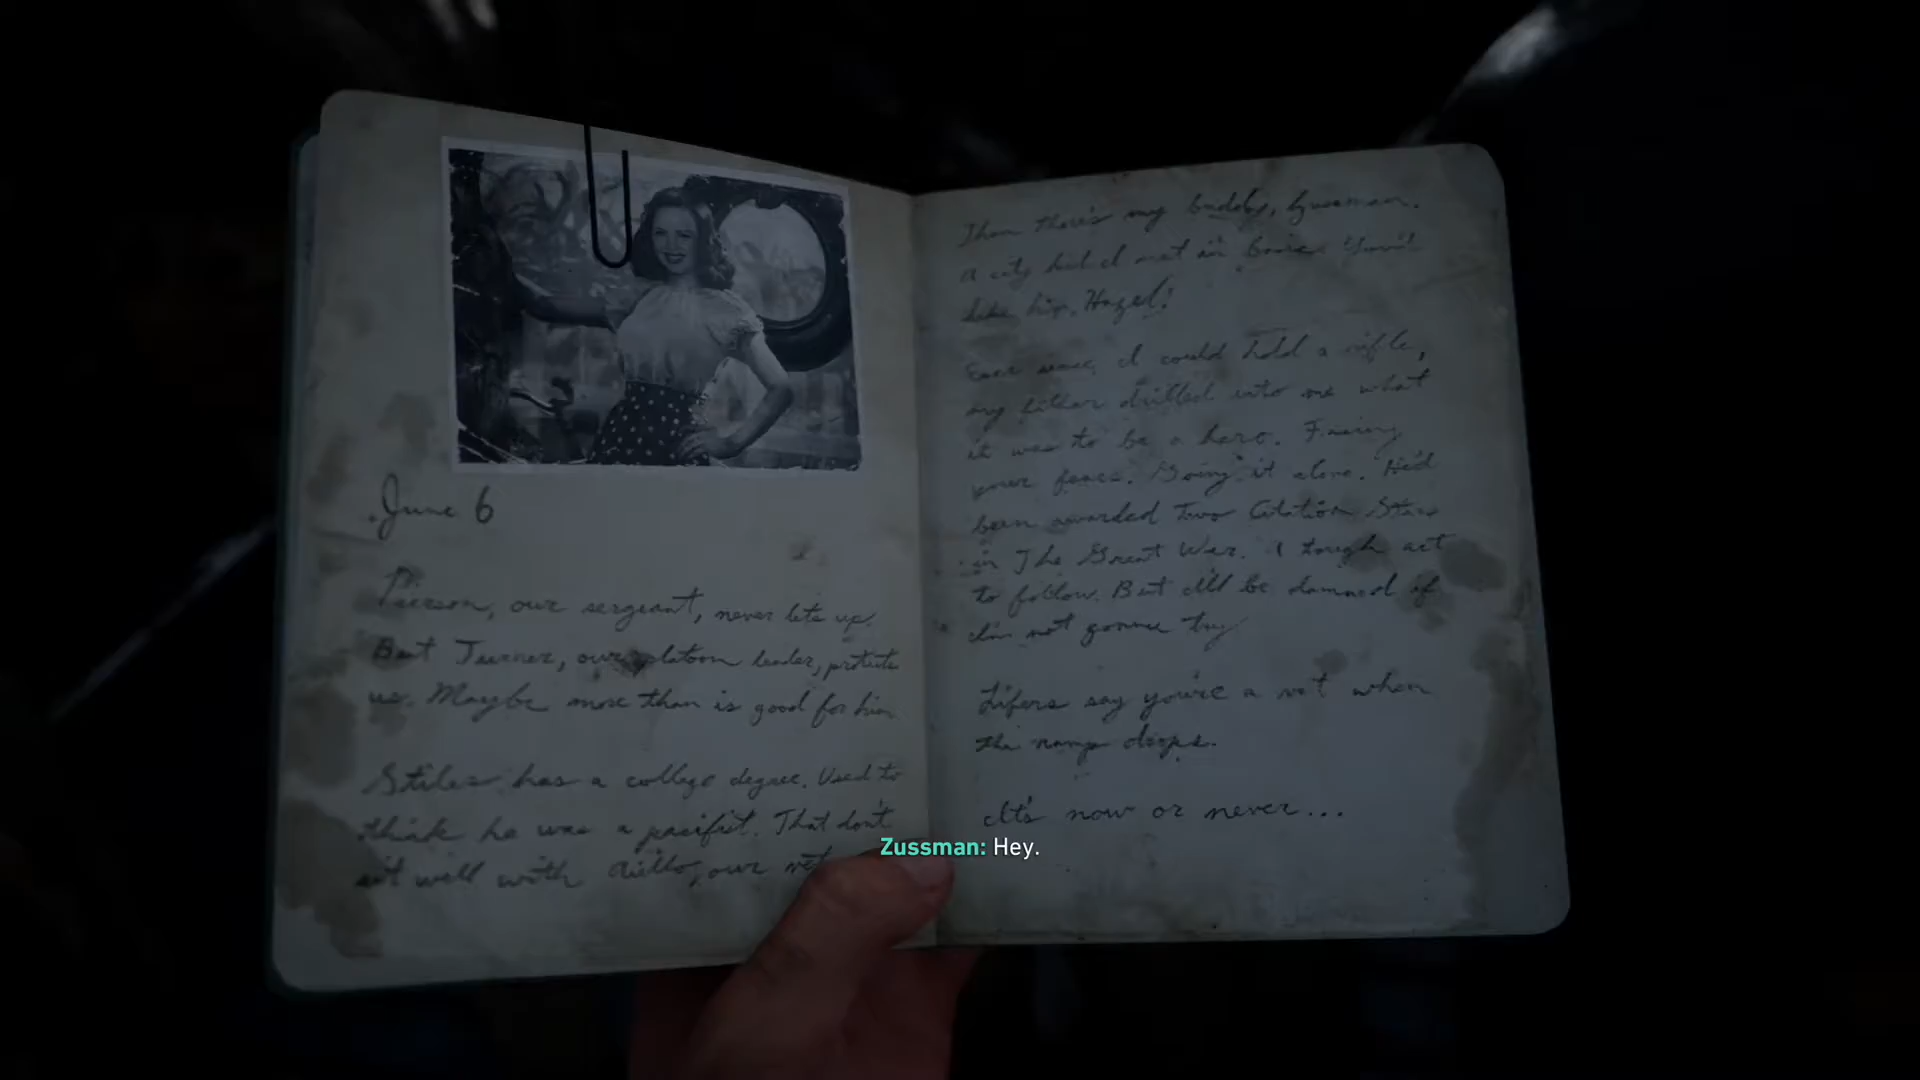 June 6
Pierson, our sergeant, never lets up.
But Turner, our platoon leader, protects
us. Maybe more than is good for him
Stiles has a college degree. Used to
think he was a pacifist. That don't
sit well with Aiello, our vet
Then there's my buddy, Zussman.
A city kid I met in basic. You'll
like him, Hazel!
Ever since I could hold a rifle,
my father drilled into me what
it was to be a hero. Facing
your fears. Going it alone. He'd
been awarded Two Citation Stars
in The Great War. A tough act
to follow. But I'll be damned if
I'm not gonna try
Lifers say you're a vet when
the ramp drops.
It's now or never...
Zussman: Hey.